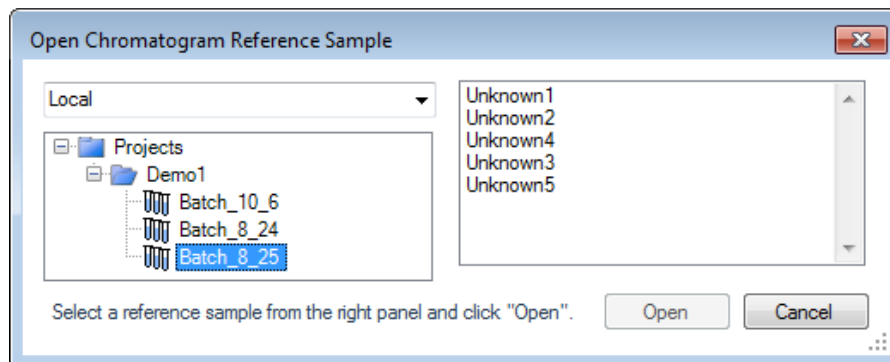 Open Chromatogram Reference Sample
Local
Projects
Demo1
Batch_10_6
Batch_8_24
Batch_8_25
Unknown1
Unknown2
Unknown4
Unknown3
Unknown5
Select a reference sample from the right panel and click "Open".
Open
Cancel